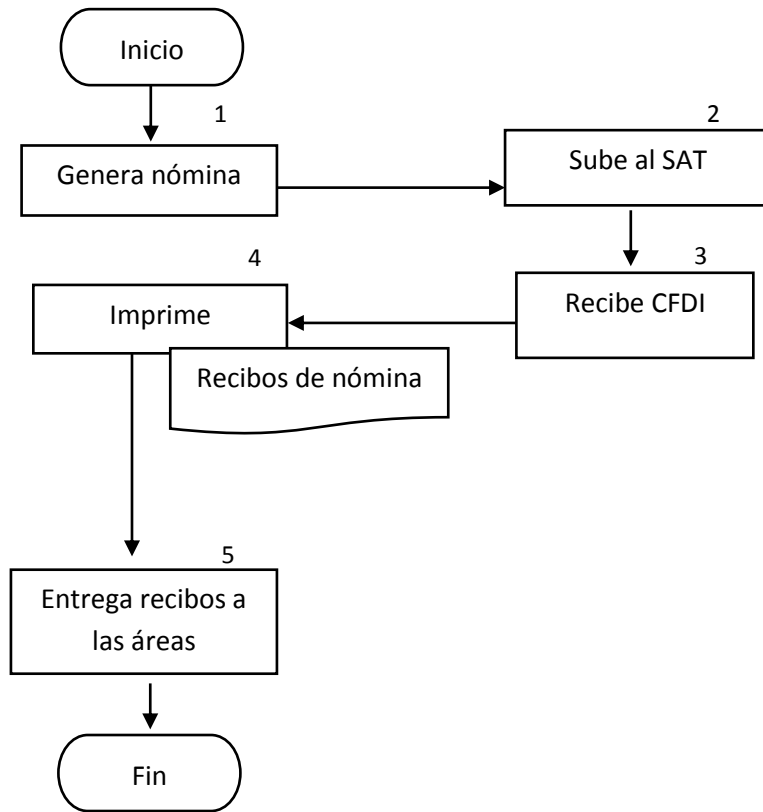 Inicio
1
Genera nómina
2
Sube al SAT
3
Recibe CFDI
4
Imprime
Recibos de nómina
5
Entrega recibos a
las áreas
Fin